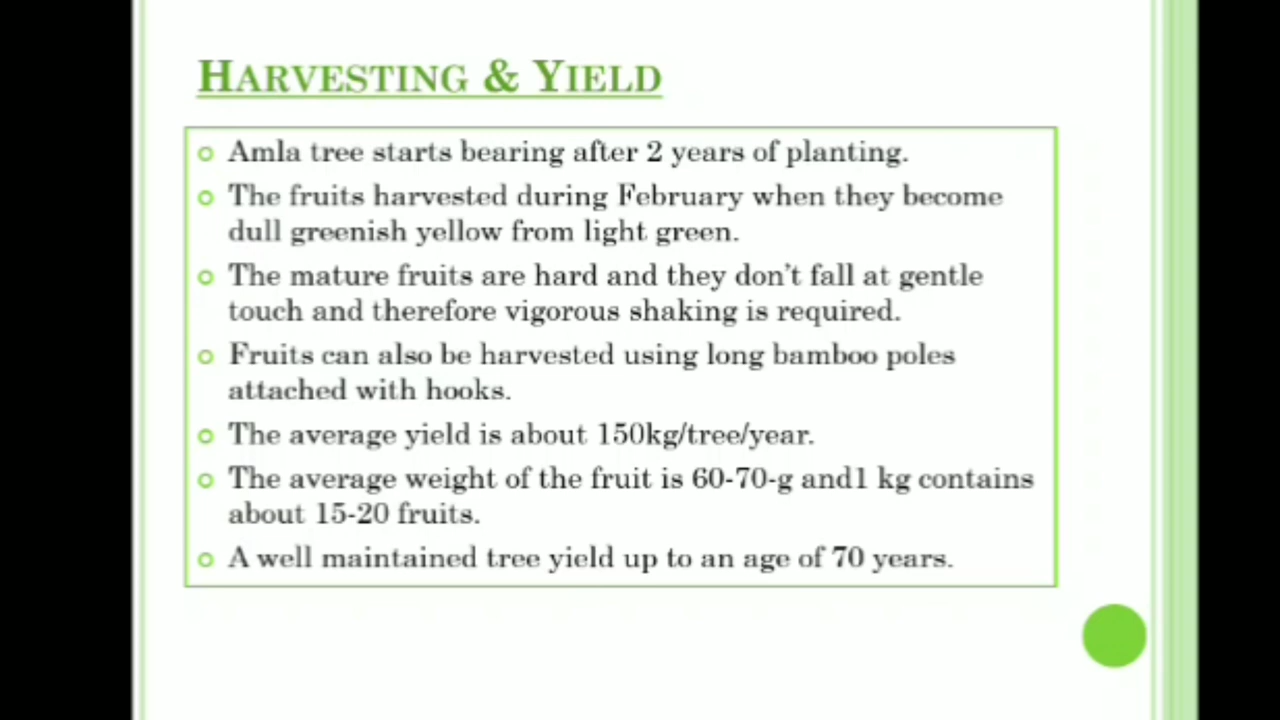 HARVESTING & YIELD
Amla tree starts bearing after 2 years of planting.
The fruits harvested during February when they become
dull greenish yellow from light green.
The mature fruits are hard and they don't fall at gentle
touch and therefore vigorous shaking is required.
Fruits can also be harvested using long bamboo poles
attached with hooks.
The average yield is about 150kg/tree/year.
The average weight of the fruit is 60-70-g and1 kg contains
about 15-20 fruits.
A well maintained tree yield up to an age of 70 years.